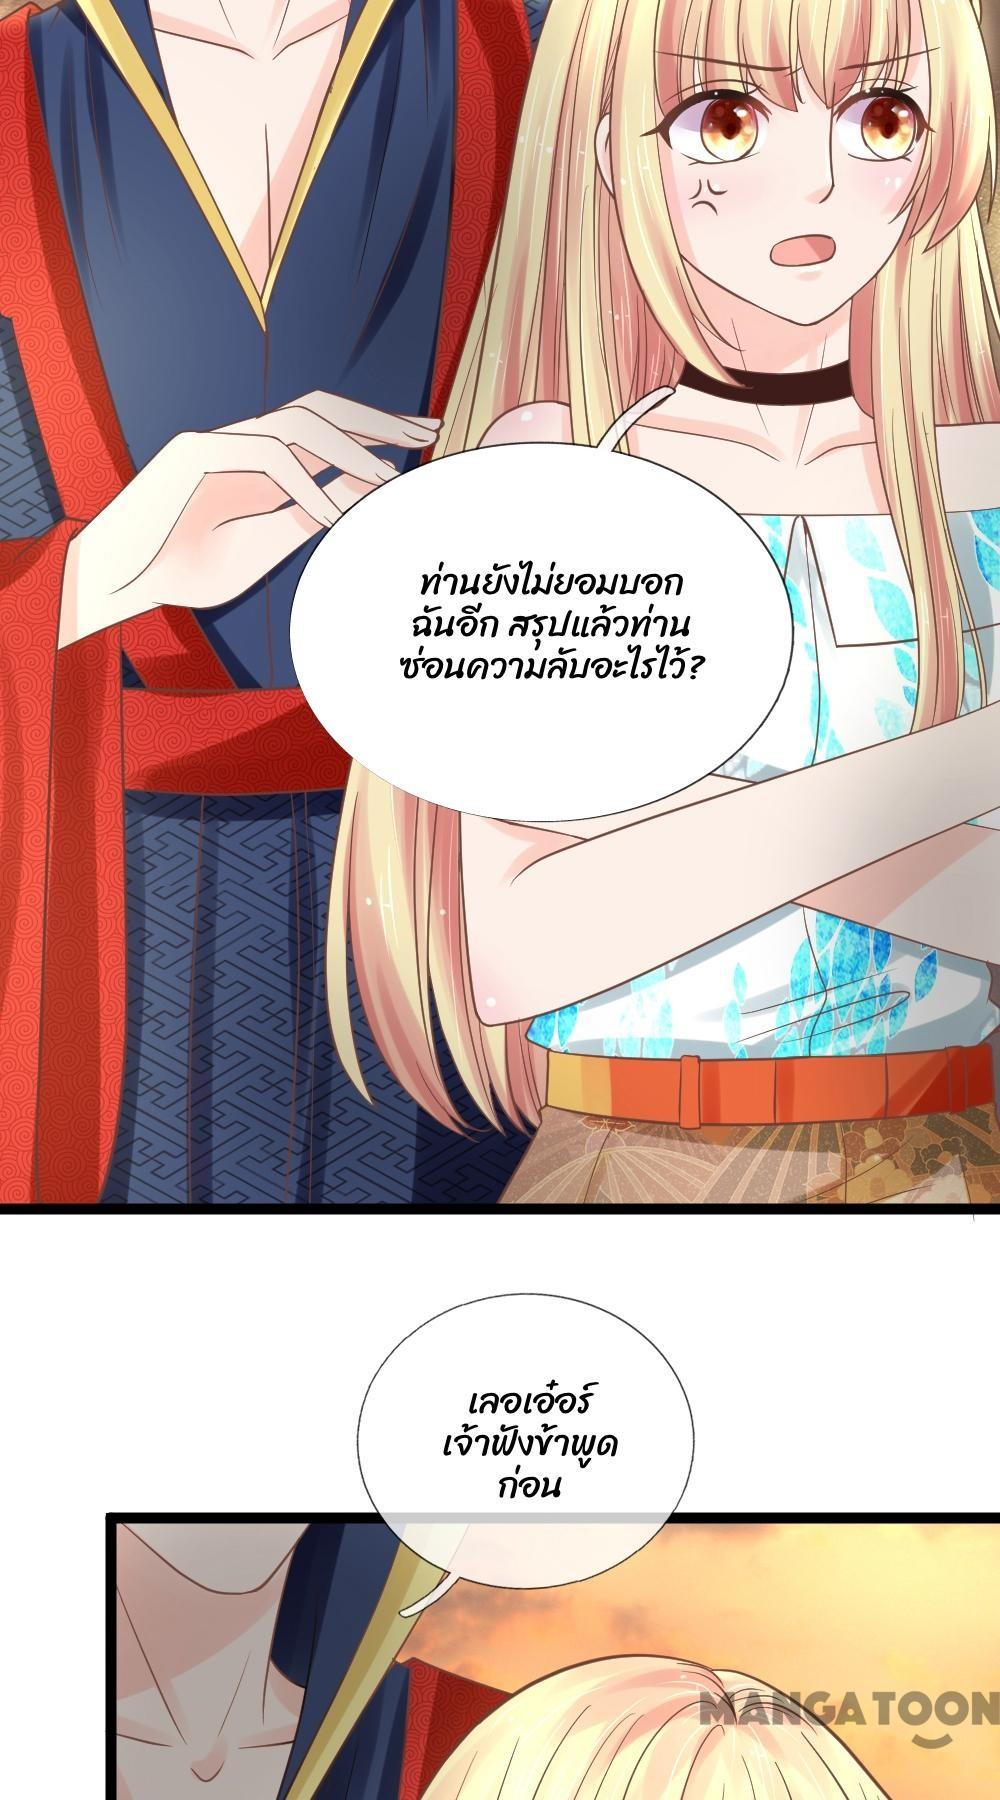 ท่านยังไม่ยอมบอก
ฉันอีก สรุปแล้วท่าน
ซ่อนความลับอะไรไว้?
เลอเอ๋อร์
เจ้าฟังข้าพูด
ก่อน
MANGATOON